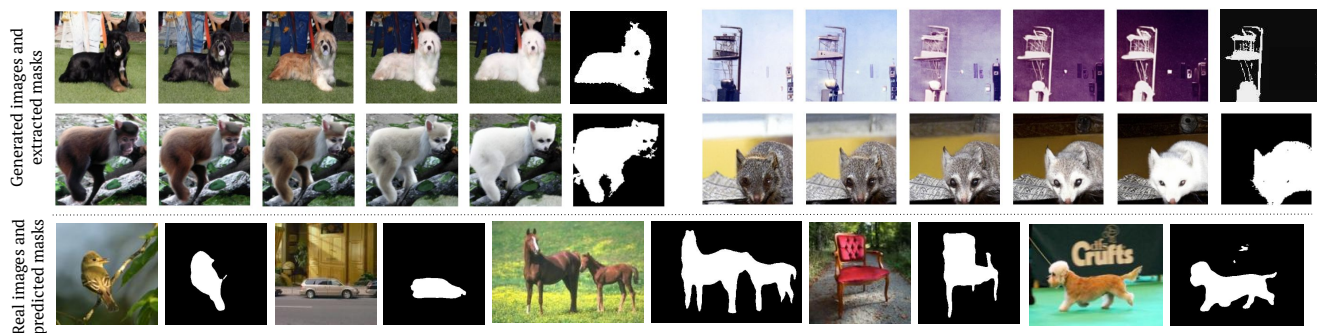 Generated images and
extracted masks
Real images and
predicted masks
Crufts